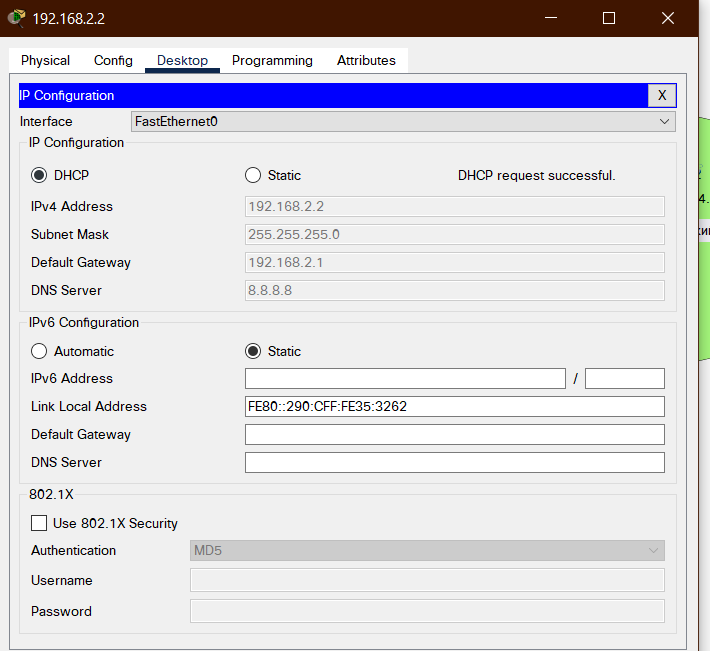 192.168.2.2
Physical Config Desktop Programming Attributes
IP Configuration X
Interface FastEthernet0
IP Configuration
DHCP Static DHCP request successful.
IPv4 Address 192.168.2.2
Subnet Mask 255.255.255.0
Default Gateway 192.168.2.1
DNS Server 8.8.8.8
IPv6 Configuration
Automatic Static
IPv6 Address /
Link Local Address FE80::290:CFF:FE35:3262
Default Gateway
DNS Server
802.1X
Use 802.1X Security
Authentication MD5
Username
Password